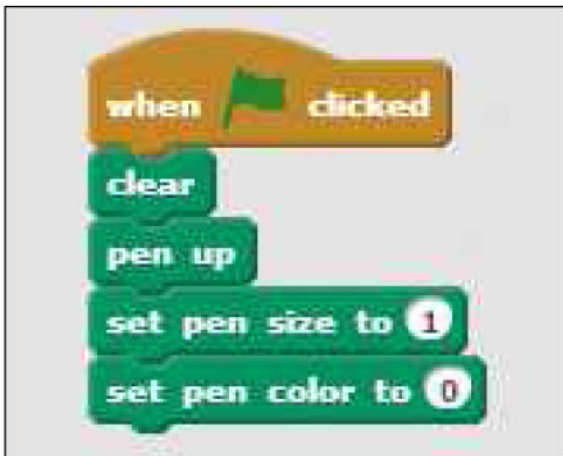 when clicked
clear
pen up
set pen size to 1
set pen color to 0